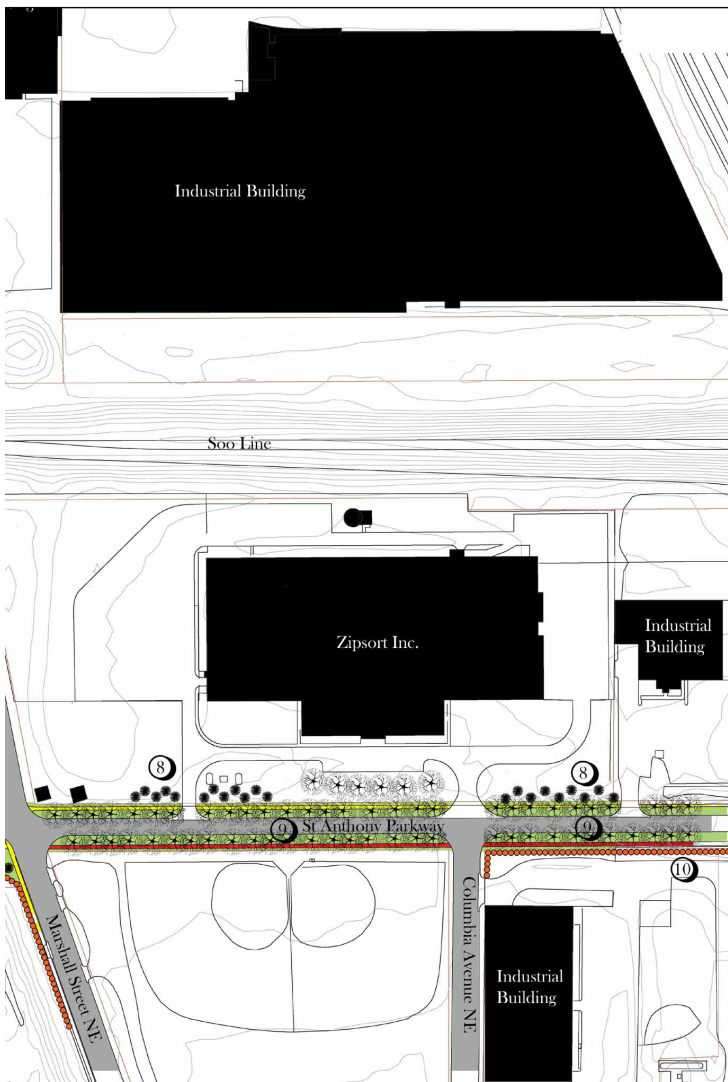 Industrial Building
Soo Line
Zipsort Inc.
Industrial
Building
8
8
9
St Anthony Parkway
9
10
Marshall Street NE
Columbia Avenue NE
Industrial
Building